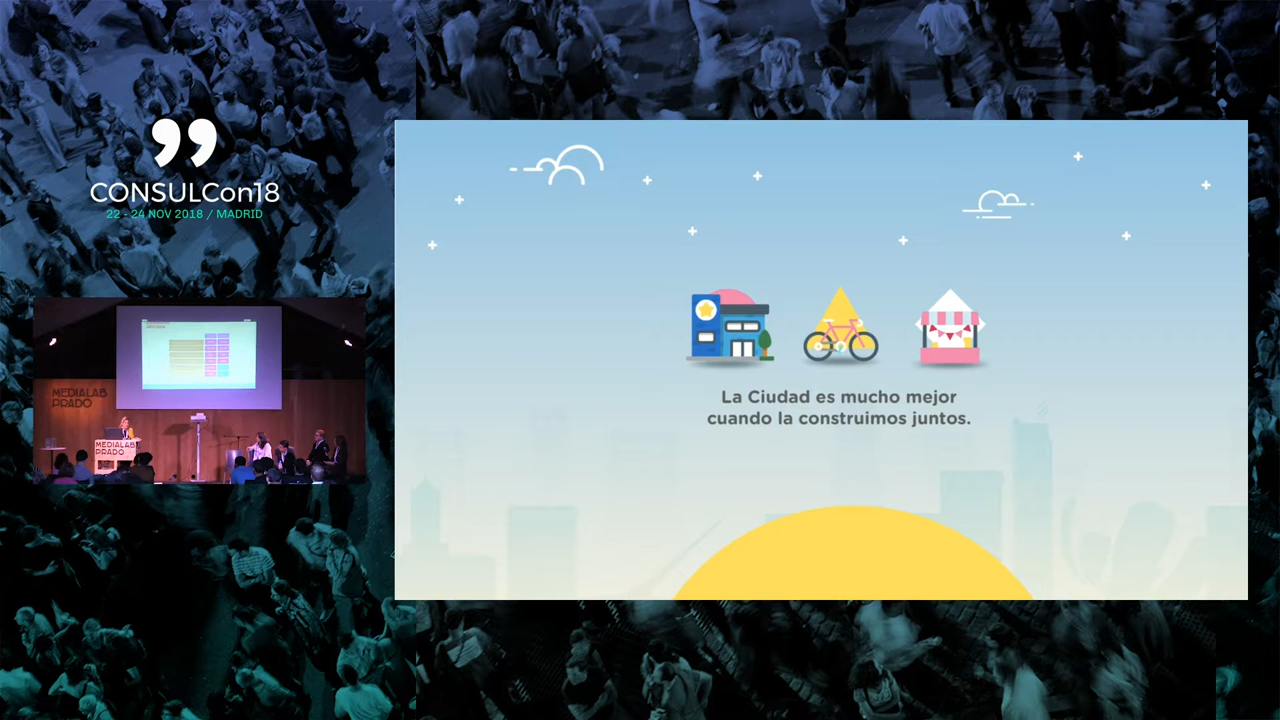 CONSULCon18
22 - 24 NOV 2018 / MADRID
MEDIALAB
PRADO
MEDIALAB
PRADO
La Ciudad es mucho mejor
cuando la construimos juntos.